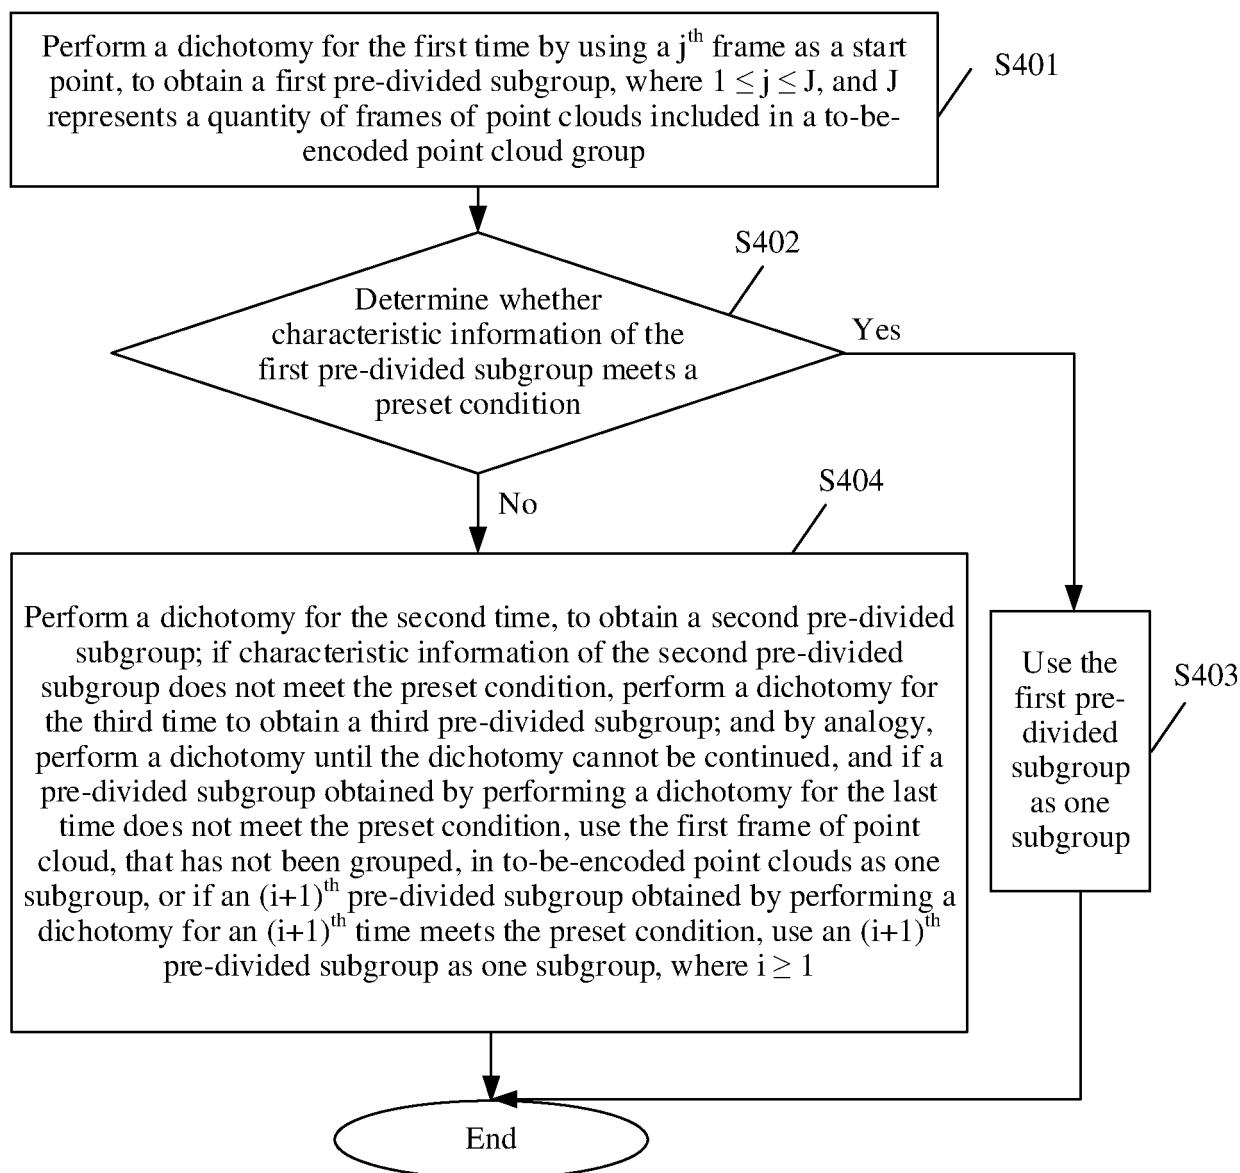 Perform a dichotomy for the first time by using a jth frame as a start
point, to obtain a first pre-divided subgroup, where 1 ≤ j ≤ J, and J
represents a quantity of frames of point clouds included in a to-be-
encoded point cloud group
S401
S402
Determine whether
characteristic information of the
first pre-divided subgroup meets a
preset condition
Yes
No
S404
Perform a dichotomy for the second time, to obtain a second pre-divided
subgroup; if characteristic information of the second pre-divided
subgroup does not meet the preset condition, perform a dichotomy for
the third time to obtain a third pre-divided subgroup; and by analogy,
perform a dichotomy until the dichotomy cannot be continued, and if a
pre-divided subgroup obtained by performing a dichotomy for the last
time does not meet the preset condition, use the first frame of point
cloud, that has not been grouped, in to-be-encoded point clouds as one
subgroup, or if an (i+1)th pre-divided subgroup obtained by performing a
dichotomy for an (i+1)th time meets the preset condition, use an (i+1)th
pre-divided subgroup as one subgroup, where i ≥ 1
Use the
first pre-
divided
subgroup
as one
subgroup
S403
End